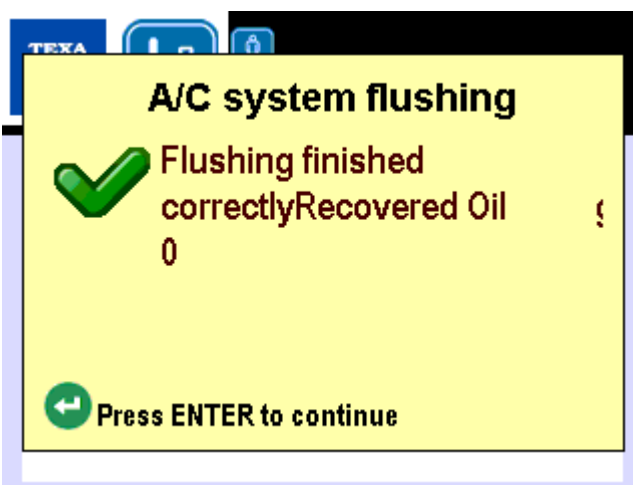 TEXA
A/C system flushing
Flushing finished
correctlyRecovered Oil g
0
Press ENTER to continue